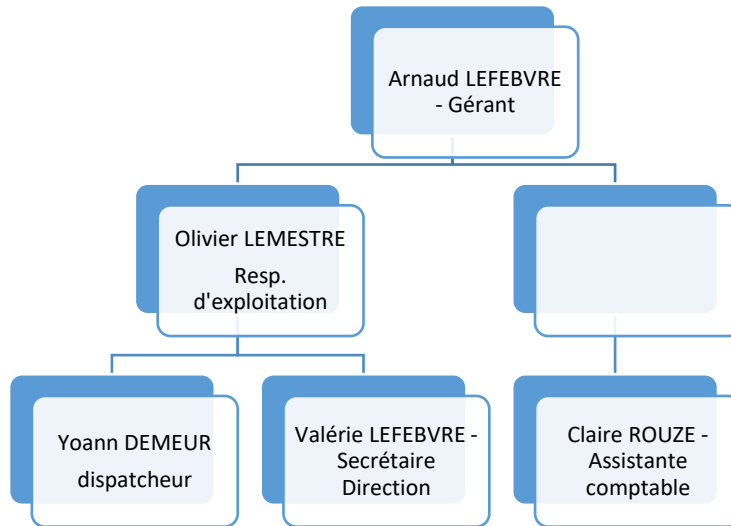 Arnaud LEFEBVRE
- Gérant
Olivier LEMESTRE
Resp.
d'exploitation
Yoann DEMEUR
dispatcheur
Valérie LEFEBVRE -
Secrétaire
Direction
Claire ROUZE -
Assistante
comptable